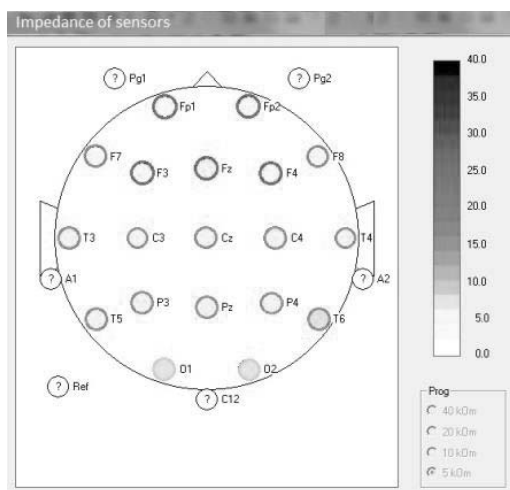 Impedance of sensors
? Pg1 ? Pg2
Fp1 Fp2
F7 F3 Fz F4 F8
T3 C3 Cz C4 T4
? A1 ? A2
T5 P3 Pz P4 T6
O1 O2
? Ref ? C12
40.0
35.0
30.0
25.0
20.0
15.0
10.0
5.0
0.0
Prog
40 kOm
20 kOm
10 kOm
5 kOm